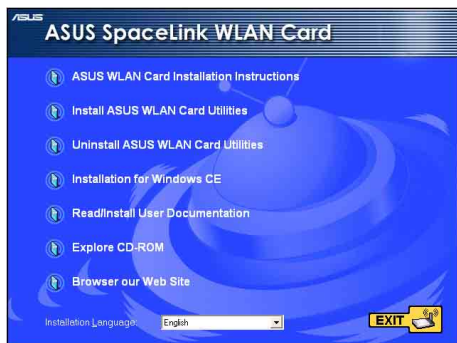 ASUS
ASUS SpaceLink WLAN Card
ASUS WLAN Card Installation Instructions
Install ASUS WLAN Card Utilities
Uninstall ASUS WLAN Card Utilities
Installation for Windows CE
Read/Install User Documentation
Explore CD-ROM
Browser our Web Site
Installation Language: English
EXIT